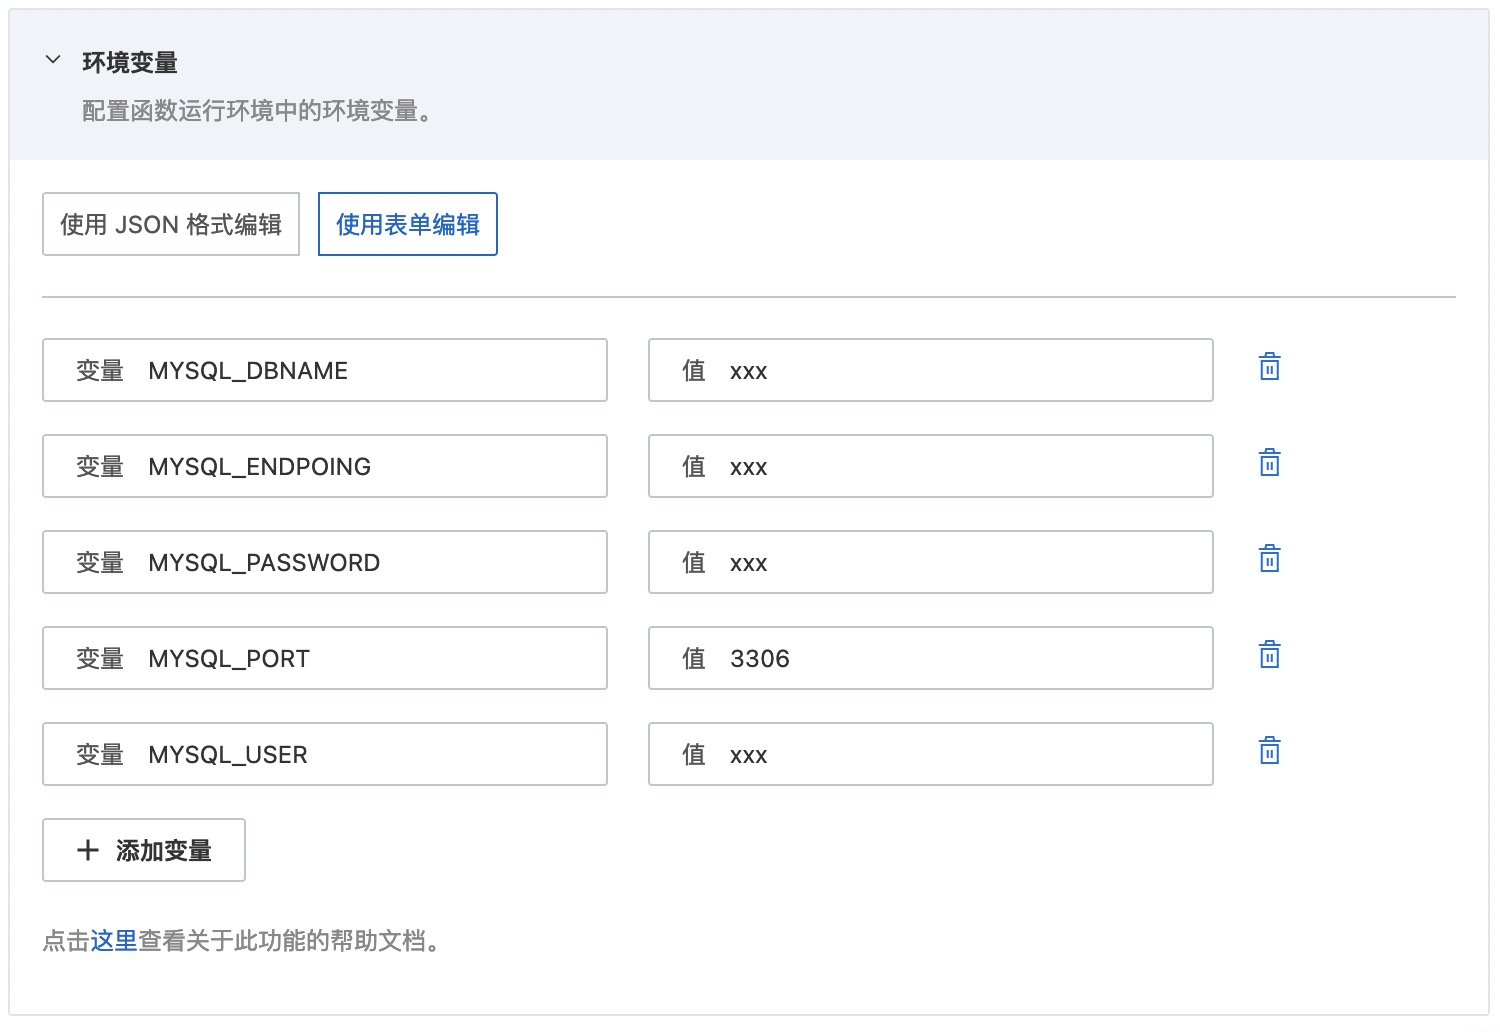 环境变量
配置函数运行环境中的环境变量。
使用 JSON 格式编辑 使用表单编辑
变量 MYSQL_DBNAME 值 xxx
变量 MYSQL_ENDPOING 值 xxx
变量 MYSQL_PASSWORD 值 xxx
变量 MYSQL_PORT 值 3306
变量 MYSQL_USER 值 xxx
添加变量
点击这里查看关于此功能的帮助文档。